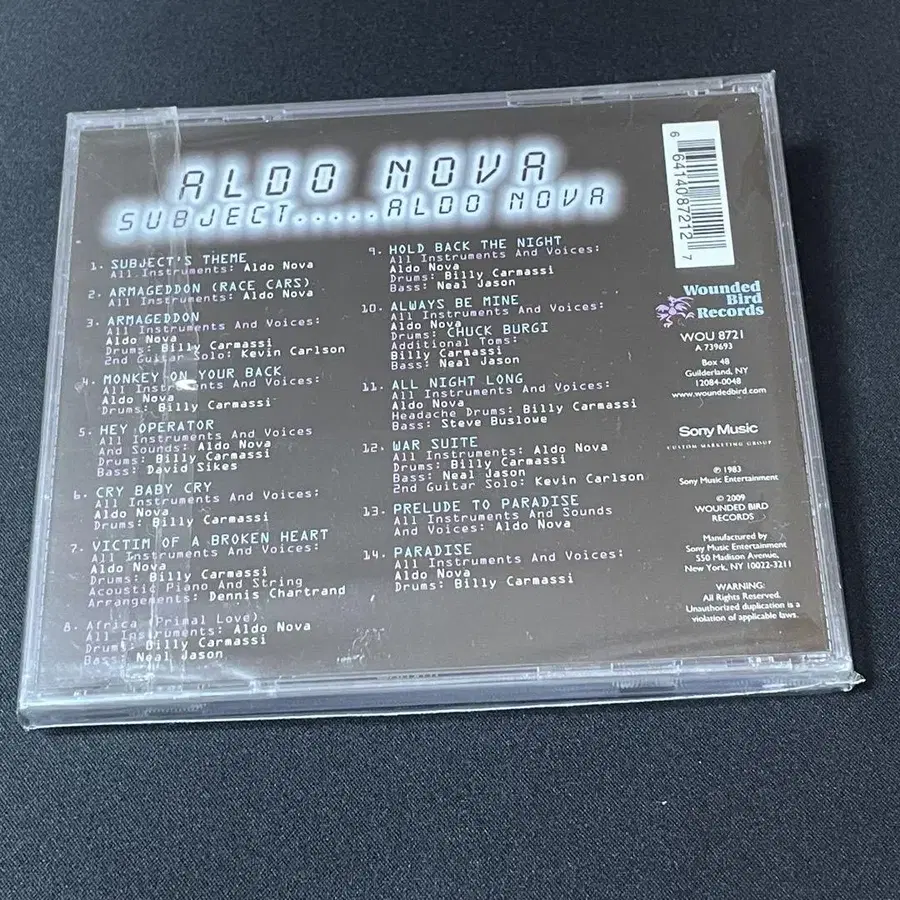 ALDO NOVA
SUBJECT.....ALDO NOVA
1. SUBJECT'S THEME
All Instruments: Aldo Nova
2. ARMAGEDDON (RACE CARS)
All Instruments: Aldo Nova
3. ARMAGEDDON
All Instruments And Voices:
Aldo Nova
Drums: Billy Carmassi
2nd Guitar Solo: Kevin Carlson
4. MONKEY ON YOUR BACK
All Instruments And Voices:
Aldo Nova
Drums: Billy Carmassi
5. HEY OPERATOR
All Instruments And Voices
And Sounds: Aldo Nova
Drums: Billy Carmassi
Bass: David Sikes
6. CRY BABY CRY
All Instruments And Voices:
Aldo Nova
Drums: Billy Carmassi
7. VICTIM OF A BROKEN HEART
All Instruments And Voices:
Aldo Nova
Drums: Billy Carmassi
Acoustic Piano And String
Arrangements: Dennis Chartrand
8. Africa (Primal Love)
All Instruments: Aldo Nova
Drums: Billy Carmassi
Bass: Neal Jason
9. HOLD BACK THE NIGHT
All Instruments And Voices:
Aldo Nova
Drums: Billy Carmassi
Bass: Neal Jason
10. ALWAYS BE MINE
All Instruments And Voices:
Aldo Nova
Drums: CHUCK BURGI
Additional Toms:
Billy Carmassi
Bass: Neal Jason
11. ALL NIGHT LONG
All Instruments And Voices:
Aldo Nova
Headache Drums: Billy Carmassi
Bass: Steve Buslowe
12. WAR SUITE
All Instruments: Aldo Nova
Drums: Billy Carmassi
Bass: Neal Jason
2nd Guitar Solo: Kevin Carlson
13. PRELUDE TO PARADISE
All Instruments And Sounds
And Voices: Aldo Nova
14. PARADISE
All Instruments And Voices:
Aldo Nova
Drums: Billy Carmassi
6 64140 87212 7
Wounded
Bird
Records
WOU 8721
A 739693
Box 48
Guilderland, NY
12084-0048
www.woundedbird.com
Sony Music
CUSTOM MARKETING GROUP
℗ 1983
Sony Music Entertainment
© 2009
WOUNDED BIRD
RECORDS
Manufactured by
Sony Music Entertainment
550 Madison Avenue,
New York, NY 10022-3211
WARNING:
All Rights Reserved.
Unauthorized duplication is a
violation of applicable laws.